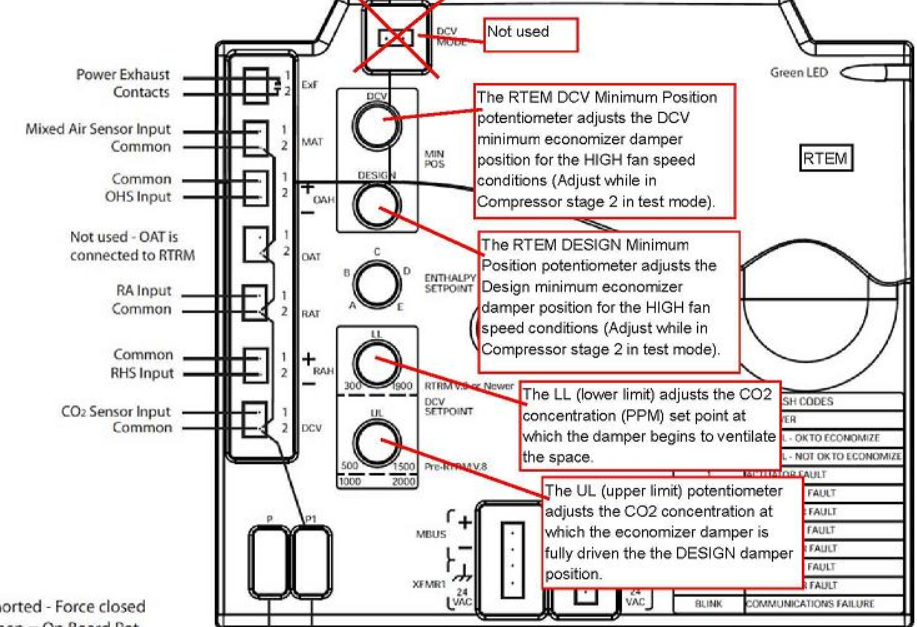 DCV
MODE
Not used
Power Exhaust
Contacts
1
2
ExF
Green LED
DCV
The RTEM DCV Minimum Position
potentiometer adjusts the DCV
minimum economizer damper
position for the HIGH fan speed
conditions (Adjust while in
Compressor stage 2 in test mode).
Mixed Air Sensor Input
Common
1
2
MAT
MIN
POS
RTEM
Common
OHS Input
1
2
+
OAH
−
DESIGN
Not used - OAT is
connected to RTRM
1
2
OAT
The RTEM DESIGN Minimum
Position potentiometer adjusts the
Design minimum economizer
damper position for the HIGH fan
speed conditions (Adjust while in
Compressor stage 2 in test mode).
A
B
C
D
E
ENTHALPY
SETPOINT
RA Input
Common
1
2
RAT
Common
RHS Input
1
2
+
RAH
−
LL
300
1900
RTRM V.8 or Newer
DCV
SETPOINT
The LL (lower limit) adjusts the CO2
concentration (PPM) set point at
which the damper begins to ventilate
the space.
CO2 Sensor Input
Common
1
2
DCV
UL
500
1500
Pre-RTRM V.8
1000
2000
The UL (upper limit) potentiometer
adjusts the CO2 concentration at
which the economizer damper is
fully driven the the DESIGN damper
position.
SH CODES
ER
L - OK TO ECONOMIZE
L - NOT OK TO ECONOMIZE
1
ACTUATOR FAULT
FAULT
FAULT
FAULT
FAULT
FAULT
FAULT
BLINK
COMMUNICATIONS FAILURE
P
P1
MBUS
+
−
XFMR1
24
VAC
24
VAC
orted - Force closed
On Board Pot